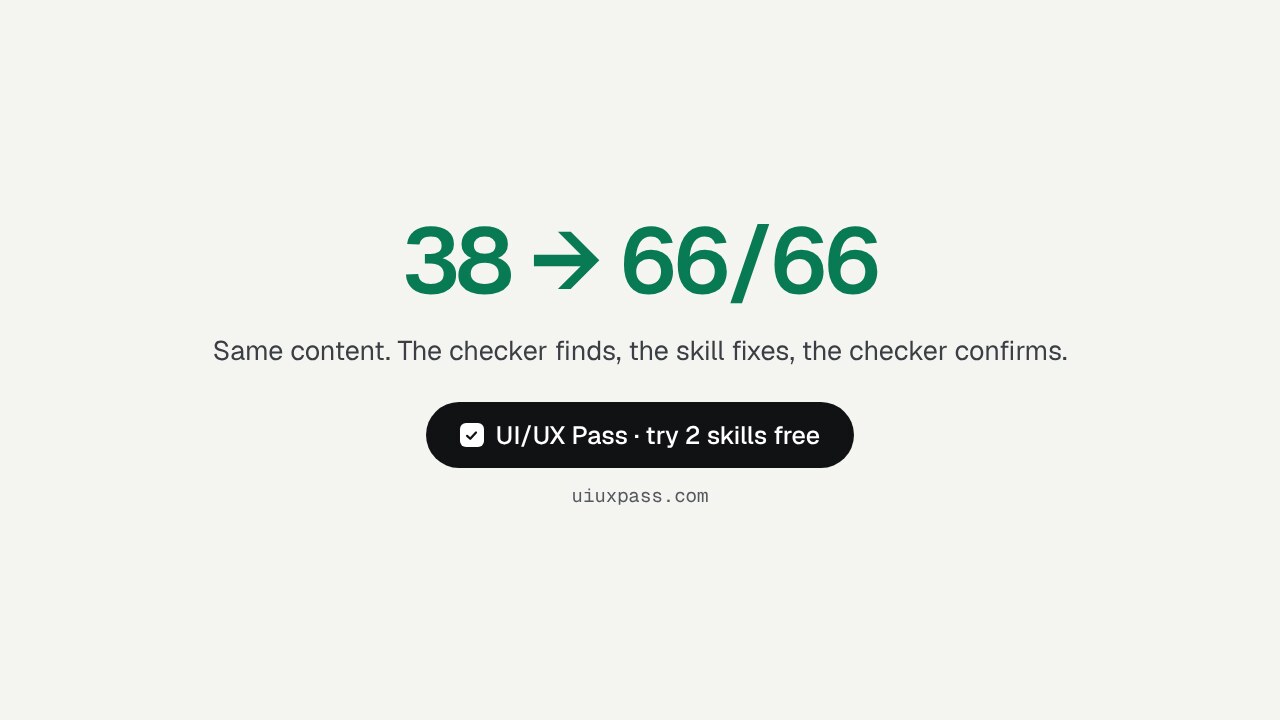 38 → 66/66
Same content. The checker finds, the skill fixes, the checker confirms.
UI/UX Pass · try 2 skills free
uiuxpass.com